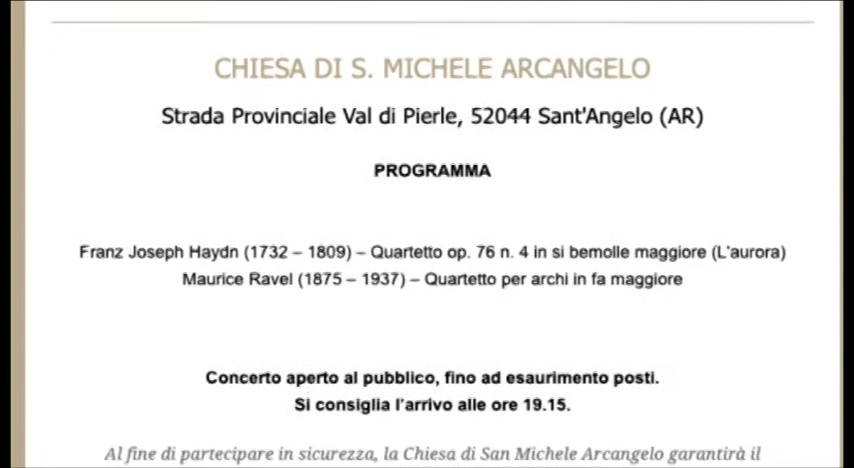 CHIESA DI S. MICHELE ARCANGELO
Strada Provinciale Val di Pierle, 52044 Sant'Angelo (AR)
PROGRAMMA
Franz Joseph Haydn (1732 – 1809) – Quartetto op. 76 n. 4 in si bemolle maggiore (L'aurora)
Maurice Ravel (1875 – 1937) – Quartetto per archi in fa maggiore
Concerto aperto al pubblico, fino ad esaurimento posti.
Si consiglia l'arrivo alle ore 19.15.
Al fine di partecipare in sicurezza, la Chiesa di San Michele Arcangelo garantirà il